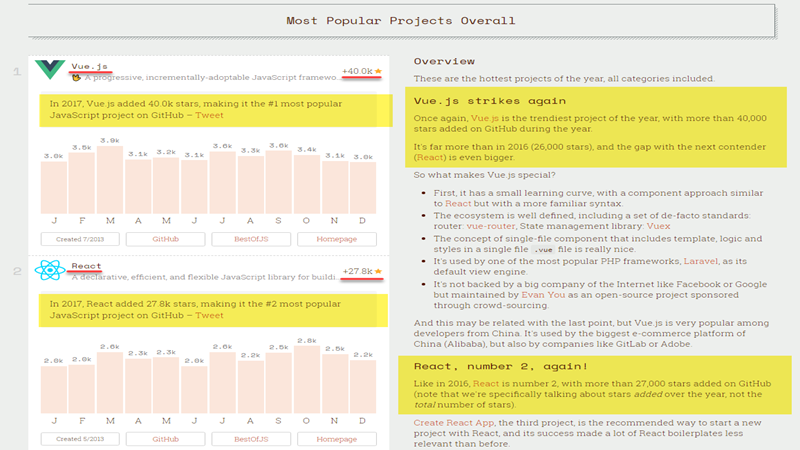 Most Popular Projects Overall
1
Vue.js
A progressive, incrementally-adoptable JavaScript framewo...
+40.0k
In 2017, Vue.js added 40.0k stars, making it the #1 most popular
JavaScript project on GitHub – Tweet
3.0k 3.5k 3.9k 3.1k 3.2k 3.1k 3.6k 3.3k 3.6k 3.4k 3.1k 3.0k
J F M A M J J A S O N D
Created 7/2013 GitHub BestOfJS Homepage
2
React
A declarative, efficient, and flexible JavaScript library for buildi
+27.8k
In 2017, React added 27.8k stars, making it the #2 most popular
JavaScript project on GitHub – Tweet
2.0k 2.0k 2.6k 2.3k 2.3k 2.0k 2.6k 2.2k 2.5k 2.8k 2.5k 2.2k
J F M A M J J A S O N D
Created 5/2013 GitHub BestOfJS Homepage
Overview
These are the hottest projects of the year, all categories included.
Vue.js strikes again
Once again, Vue.js is the trendiest project of the year, with more than 40,000
stars added on GitHub during the year.
It's far more than in 2016 (26,000 stars), and the gap with the next contender
(React) is even bigger.
So what makes Vue.js special?
• First, it has a small learning curve, with a component approach similar
to React but with a more familiar syntax.
• The ecosystem is well defined, including a set of de-facto standards:
router: vue-router, State management library: Vuex
• The concept of single-file component that includes template, logic and
styles in a single file .vue file is really nice.
• It's used by one of the most popular PHP frameworks, Laravel, as its
default view engine.
• It's not backed by a big company of the Internet like Facebook or Google
but maintained by Evan You as an open-source project sponsored
through crowd-sourcing.
And this may be related with the last point, but Vue.js is very popular among
developers from China. It's used by the biggest e-commerce platform of
China (Alibaba), but also by companies like GitLab or Adobe.
React, number 2, again!
Like in 2016, React is number 2, with more than 27,000 stars added on GitHub
(note that we're specifically talking about stars added over the year, not the
total number of stars).
Create React App, the third project, is the recommended way to start a new
project with React, and its success made a lot of React boilerplates less
relevant than before.